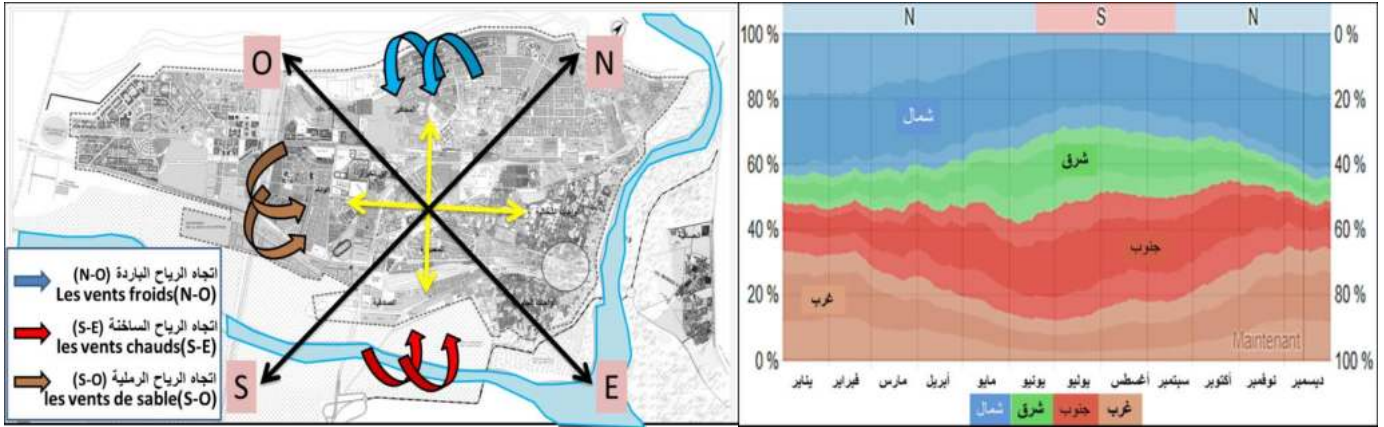 O
N
S
E
اتجاه الرياح الباردة (N-O)
Les vents froids(N-O)
اتجاه الرياح الساخنة (S-E)
les vents chauds(S-E)
اتجاه الرياح الرملية (S-O)
les vents de sable(S-O)
N S N
100 % 0 %
80 % 20 %
60 % 40 %
40 % 60 %
20 % 80 %
0 % 100 %
شمال
شرق
جنوب
غرب
Maintenant
يناير فبراير مارس أبريل مايو يونيو يوليو أغسطس سبتمبر أكتوبر نوفمبر ديسمبر
شمال شرق جنوب غرب